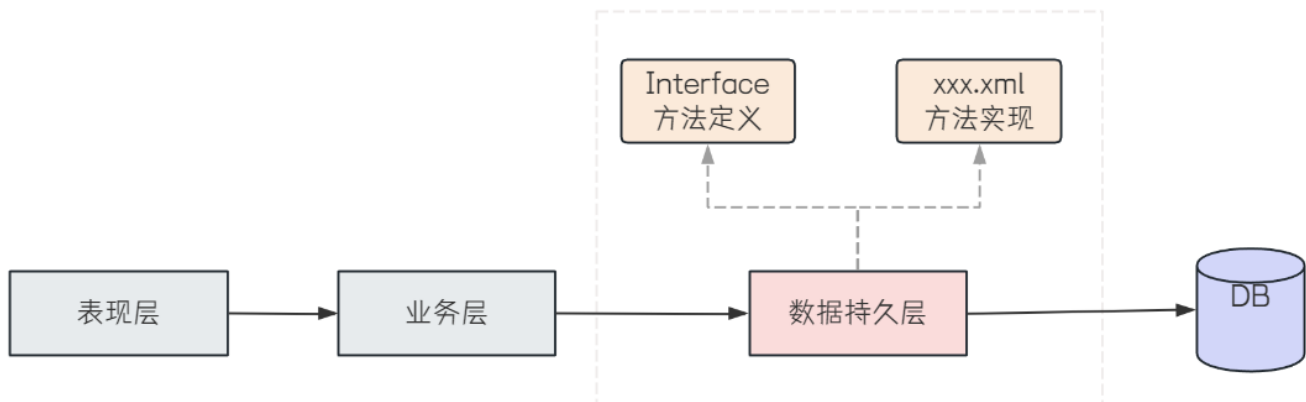 Interface
方法定义
xxx.xml
方法实现
表现层
业务层
数据持久层
DB